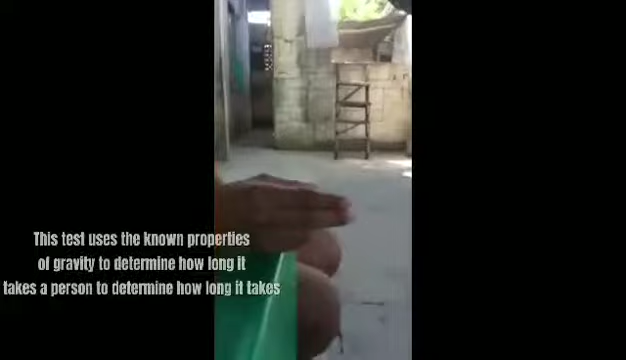 This test uses the known properties
of gravity to determine how long it
takes a person to determine how long it takes